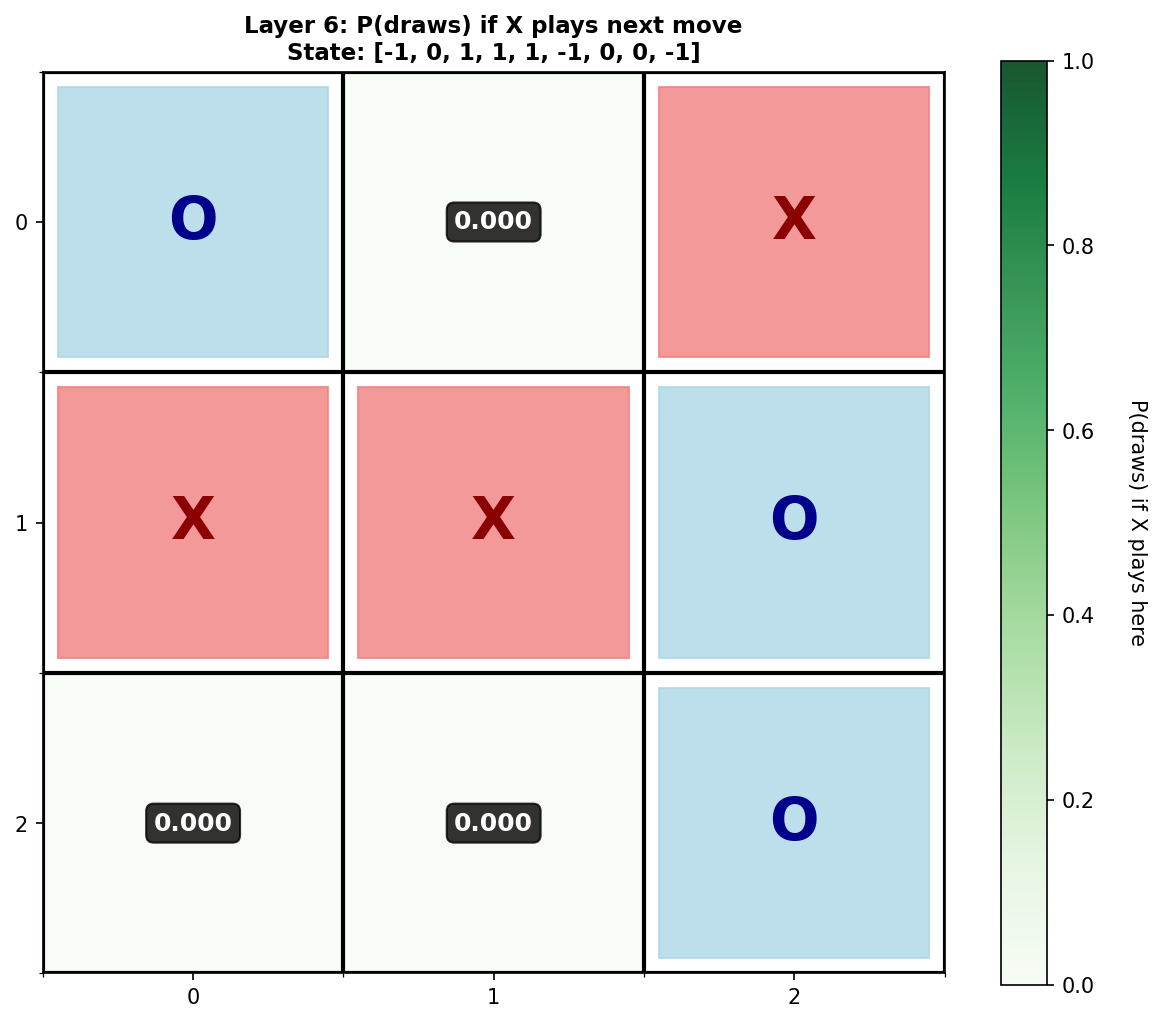 Layer 6: P(draws) if X plays next move
State: [-1, 0, 1, 1, 1, -1, 0, 0, -1]
0
O
0.000
X
1
X
X
O
2
0.000
0.000
O
0
1
2
1.0
0.8
0.6
0.4
0.2
0.0
P(draws) if X plays here